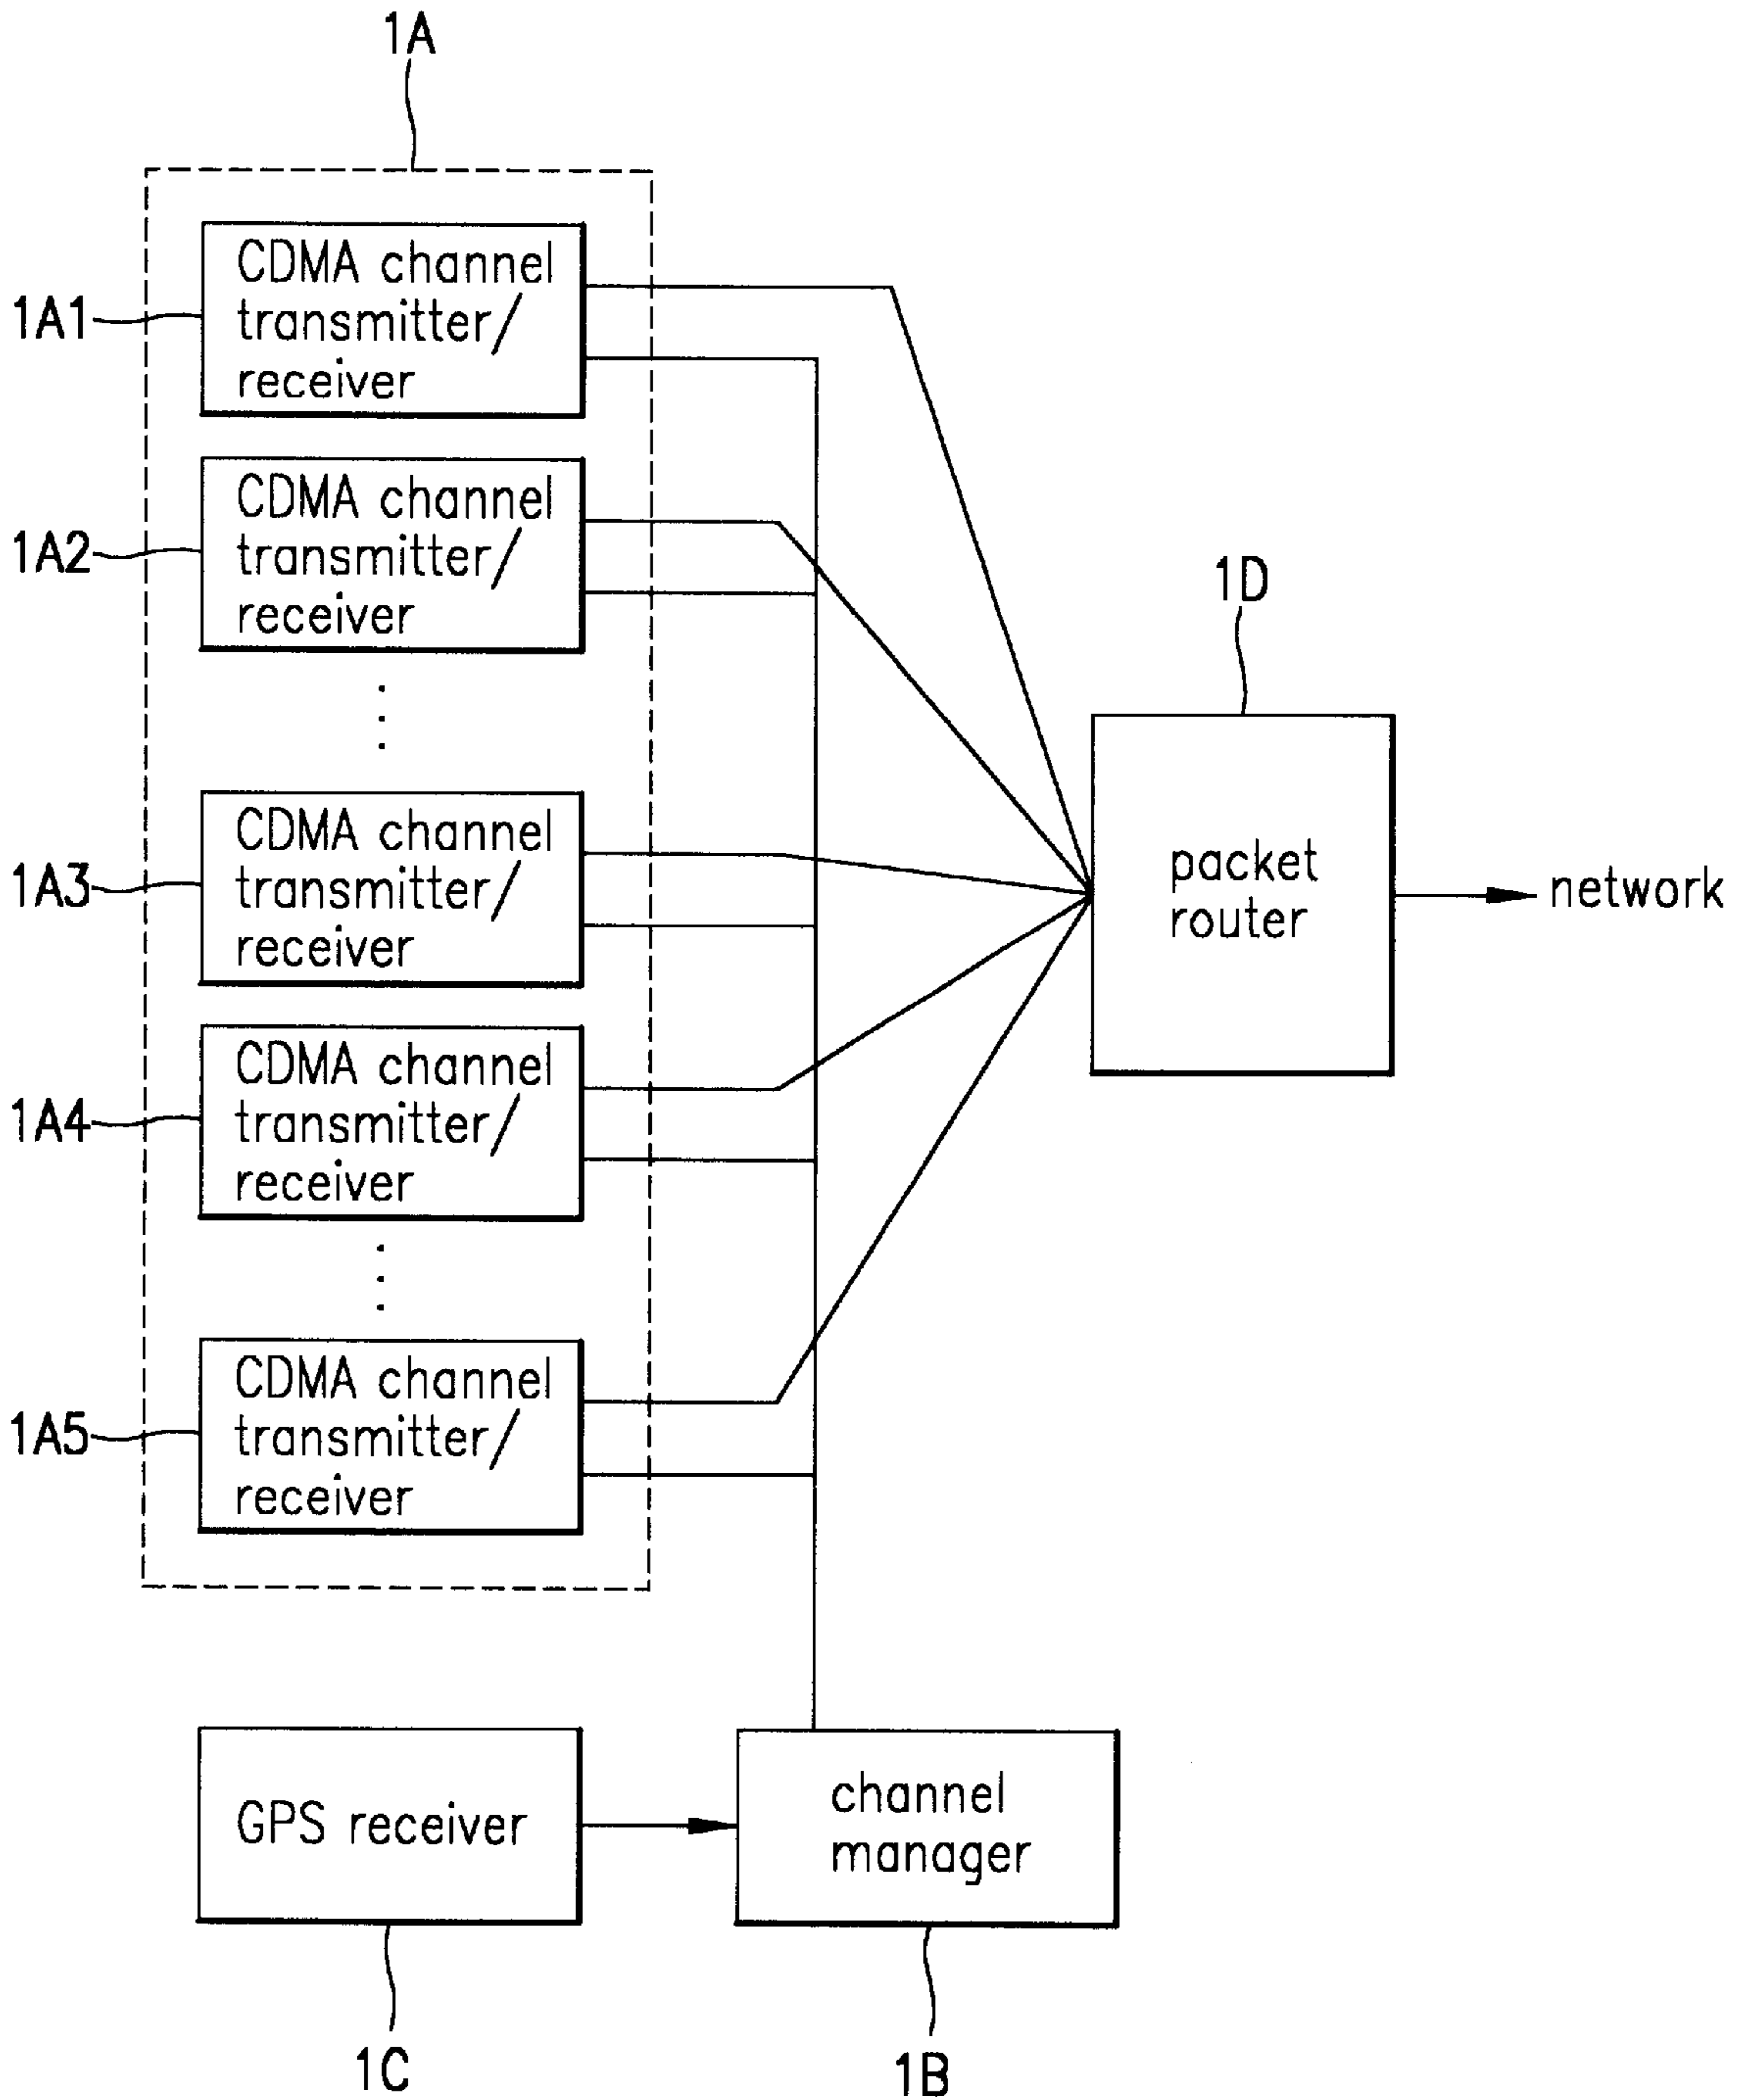 1A
CDMA channel
transmitter/
receiver
1A1
CDMA channel
transmitter/
receiver
1A2
1D
CDMA channel
transmitter/
receiver
1A3
packet
router
network
CDMA channel
transmitter/
receiver
1A4
CDMA channel
transmitter/
receiver
1A5
GPS receiver
channel
manager
1C
1B